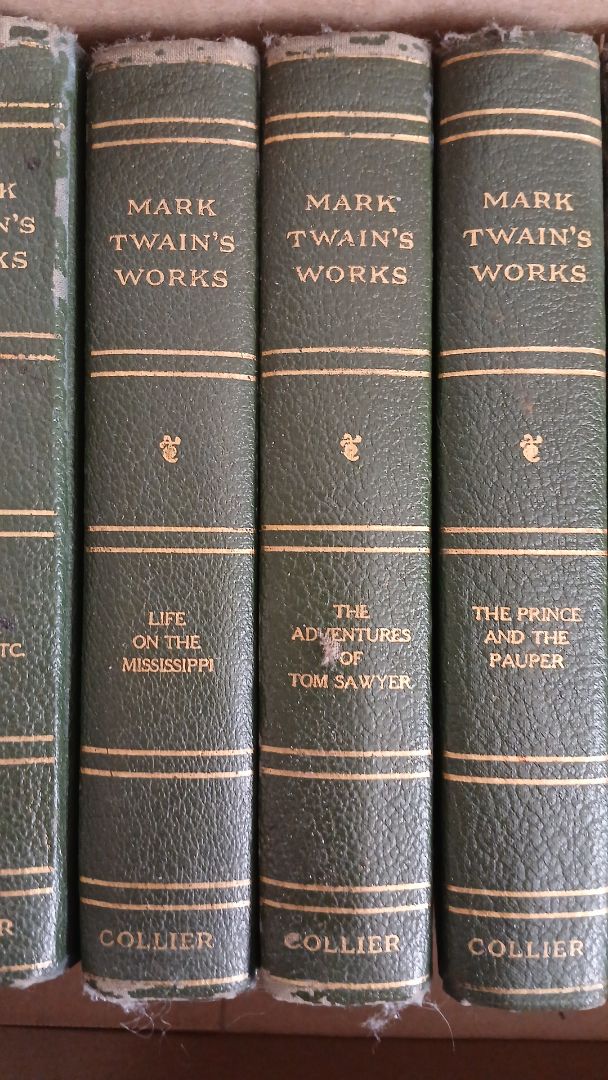 TC.
MARK
TWAIN'S
WORKS
LIFE
ON THE
MISSISSIPPI
COLLIER
MARK
TWAIN'S
WORKS
THE
ADVENTURES
OF
TOM SAWYER
COLLIER
MARK
TWAIN'S
WORKS
THE PRINCE
AND THE
PAUPER
COLLIER